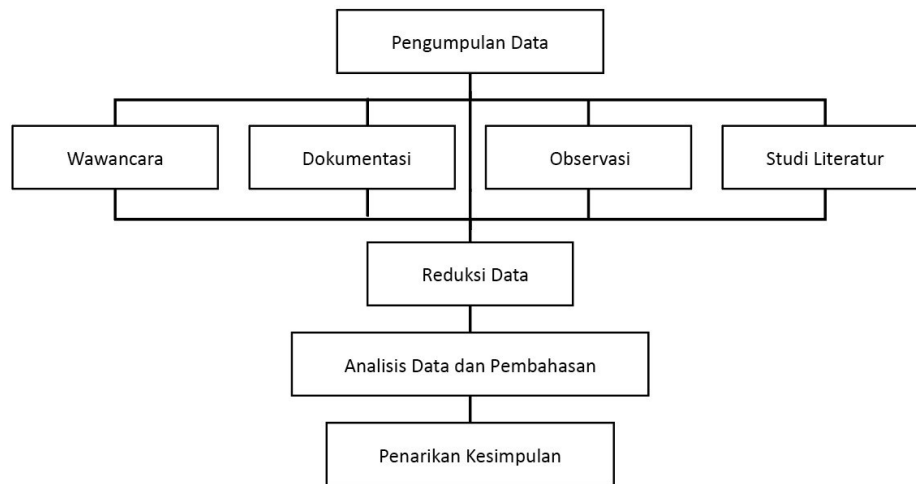 Pengumpulan Data
Wawancara
Dokumentasi
Observasi
Studi Literatur
Reduksi Data
Analisis Data dan Pembahasan
Penarikan Kesimpulan